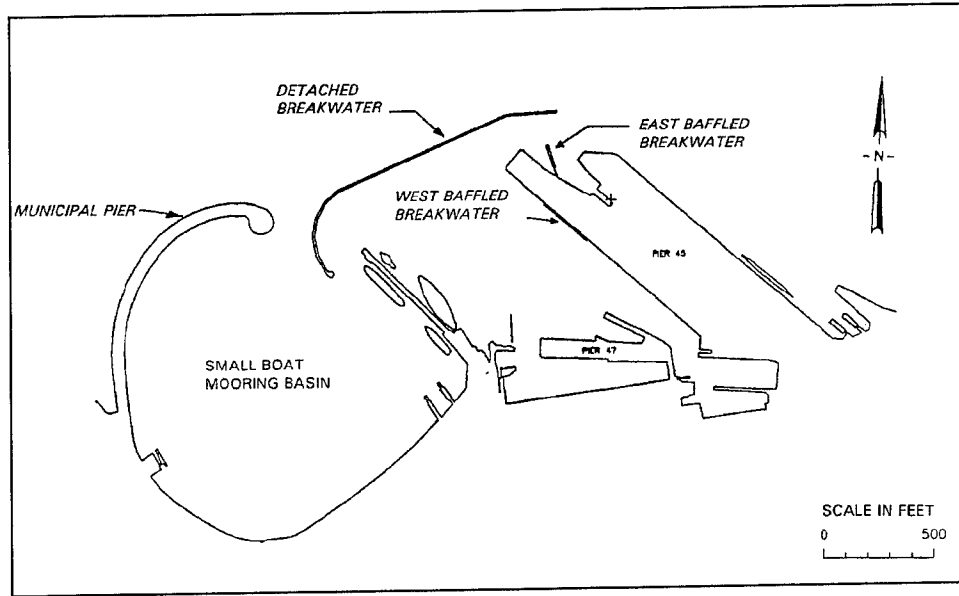 DETACHED
BREAKWATER
EAST BAFFLED
BREAKWATER
- N -
WEST BAFFLED
BREAKWATER
MUNICIPAL PIER
PIER 45
PIER 47
SMALL BOAT
MOORING BASIN
SCALE IN FEET
0 500